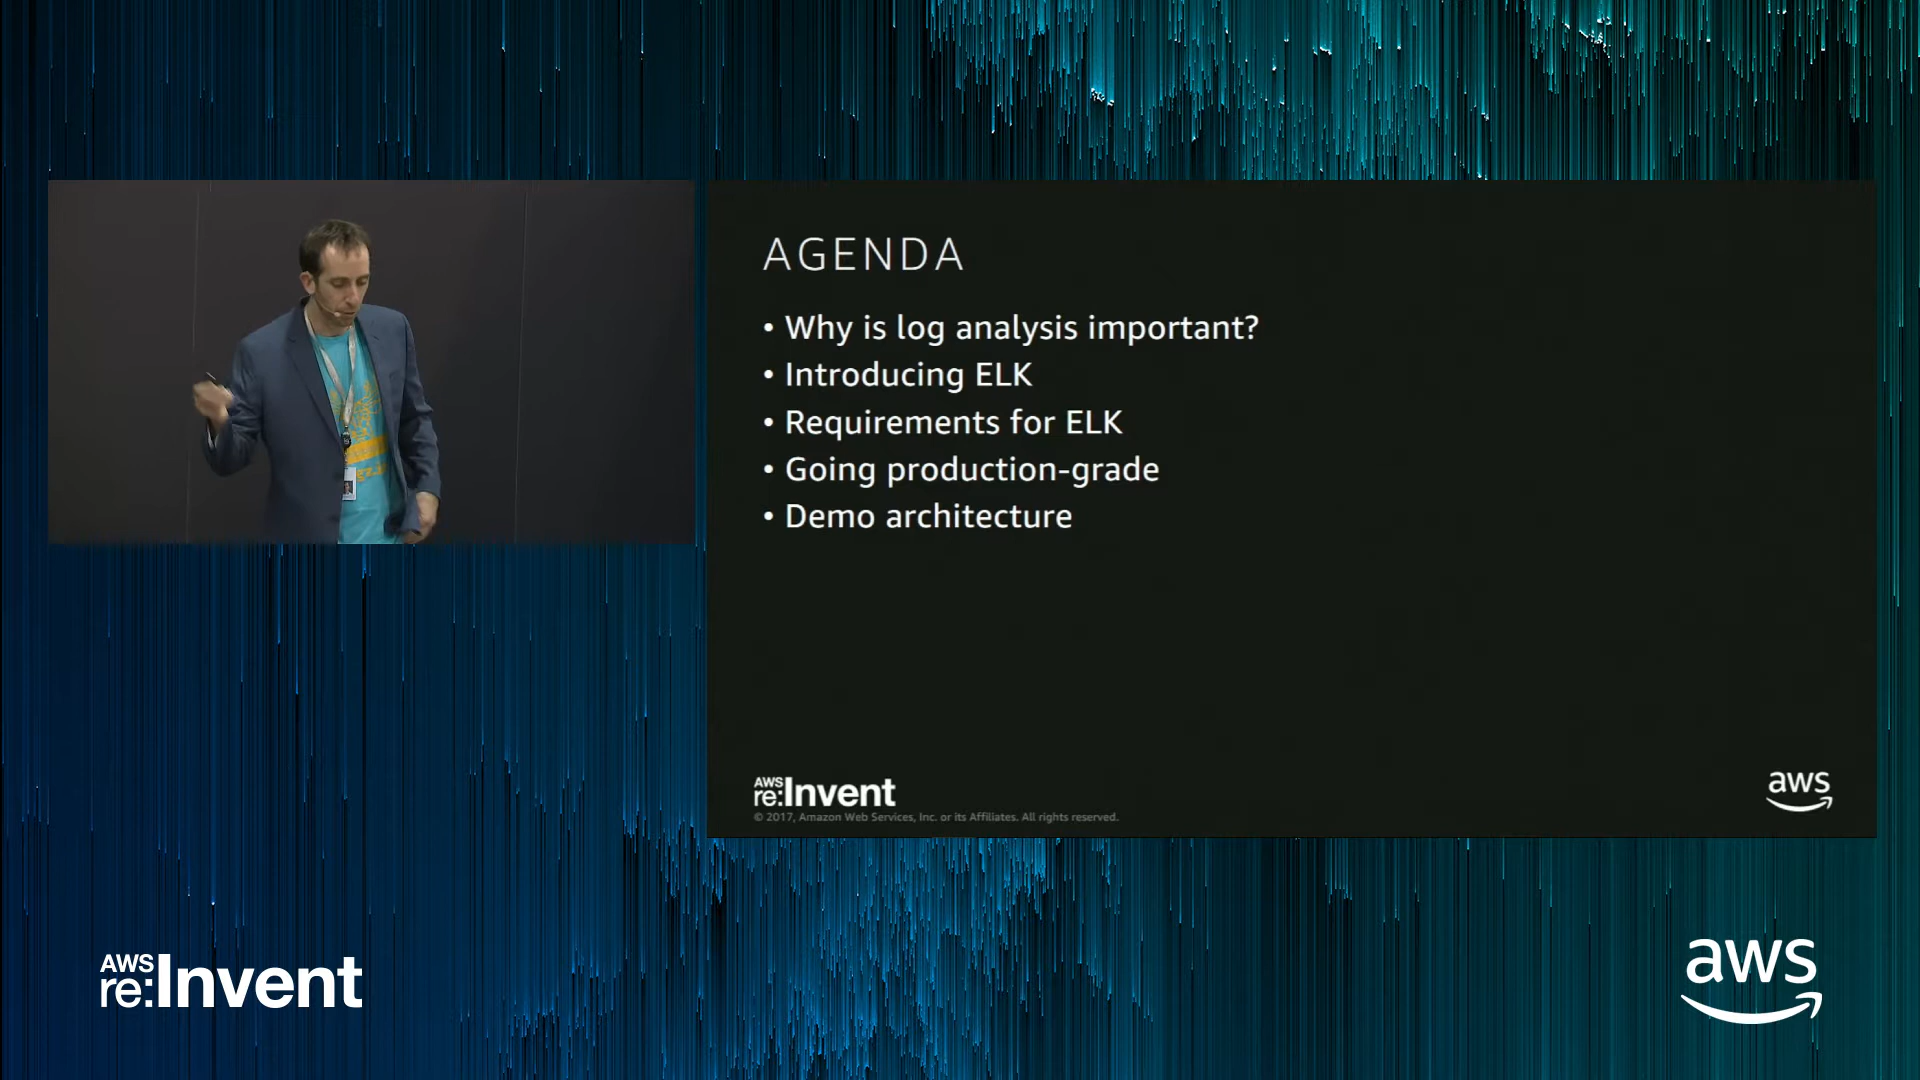 AGENDA
• Why is log analysis important?
• Introducing ELK
• Requirements for ELK
• Going production-grade
• Demo architecture
AWS
re:Invent
© 2017, Amazon Web Services, Inc. or its Affiliates. All rights reserved.
aws
AWS
re:Invent
aws